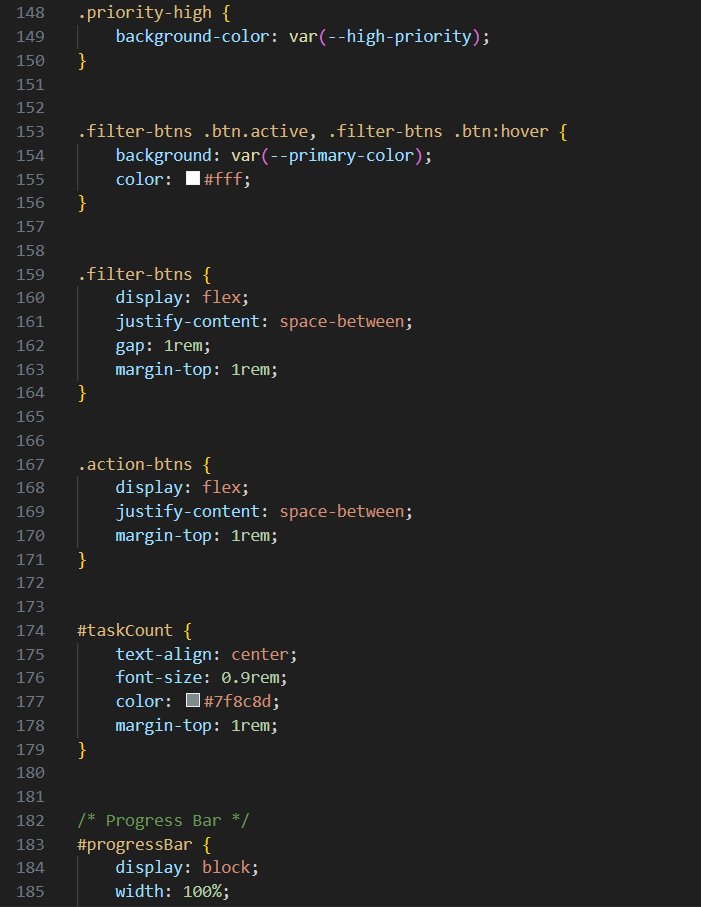 148 .priority-high {
149     background-color: var(--high-priority);
150 }
151
152
153 .filter-btns .btn.active, .filter-btns .btn:hover {
154     background: var(--primary-color);
155     color: #fff;
156 }
157
158
159 .filter-btns {
160     display: flex;
161     justify-content: space-between;
162     gap: 1rem;
163     margin-top: 1rem;
164 }
165
166
167 .action-btns {
168     display: flex;
169     justify-content: space-between;
170     margin-top: 1rem;
171 }
172
173
174 #taskCount {
175     text-align: center;
176     font-size: 0.9rem;
177     color: #7f8c8d;
178     margin-top: 1rem;
179 }
180
181
182 /* Progress Bar */
183 #progressBar {
184     display: block;
185     width: 100%;